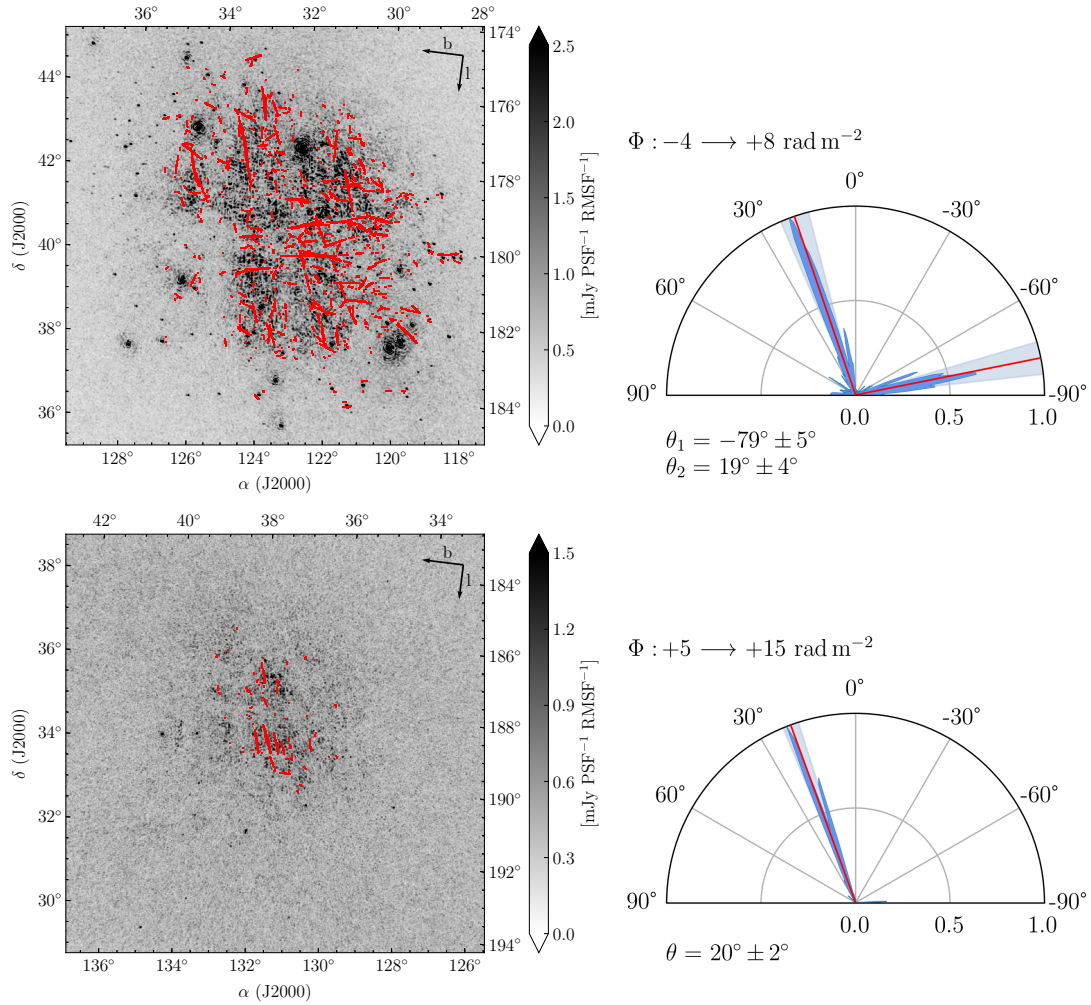 36° 34° 32° 30° 28°
44° 42° 40° 38° 36°
δ (J2000)
b
l
174° 176° 178° 180° 182° 184°
128° 126° 124° 122° 120° 118°
α (J2000)
2.5 2.0 1.5 1.0 0.5 0.0
[mJy PSF⁻¹ RMSF⁻¹]
Φ : −4 ⟶ +8 rad m⁻²
0°
30° -30°
60° -60°
90° -90°
0.0 0.5 1.0
θ₁ = −79° ± 5°
θ₂ = 19° ± 4°
42° 40° 38° 36° 34°
38° 36° 34° 32° 30°
δ (J2000)
b
l
184° 186° 188° 190° 192° 194°
136° 134° 132° 130° 128° 126°
α (J2000)
1.5 1.2 0.9 0.6 0.3 0.0
[mJy PSF⁻¹ RMSF⁻¹]
Φ : +5 ⟶ +15 rad m⁻²
0°
30° -30°
60° -60°
90° -90°
0.0 0.5 1.0
θ = 20° ± 2°